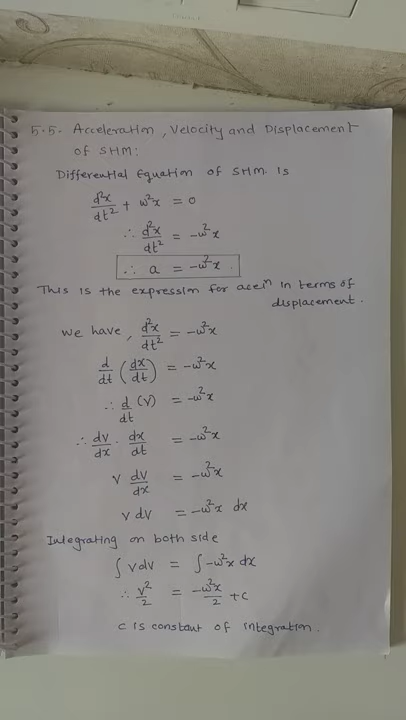 5.5. Acceleration, Velocity and Displacement
of SHM:
Differential Equation of SHM is
d²x/dt² + ω²x = 0
∴ d²x/dt² = -ω²x
∴ a = -ω²x.
This is the expression for accⁿ in terms of
displacement.
We have, d²x/dt² = -ω²x
d/dt (dx/dt) = -ω²x
∴ d/dt (v) = -ω²x
∴ dv/dx · dx/dt = -ω²x
v dv/dx = -ω²x
v dv = -ω²x dx
Integrating on both side
∫ v dv = ∫ -ω²x dx
∴ v²/2 = -ω²x/2 + c
c is constant of integration.